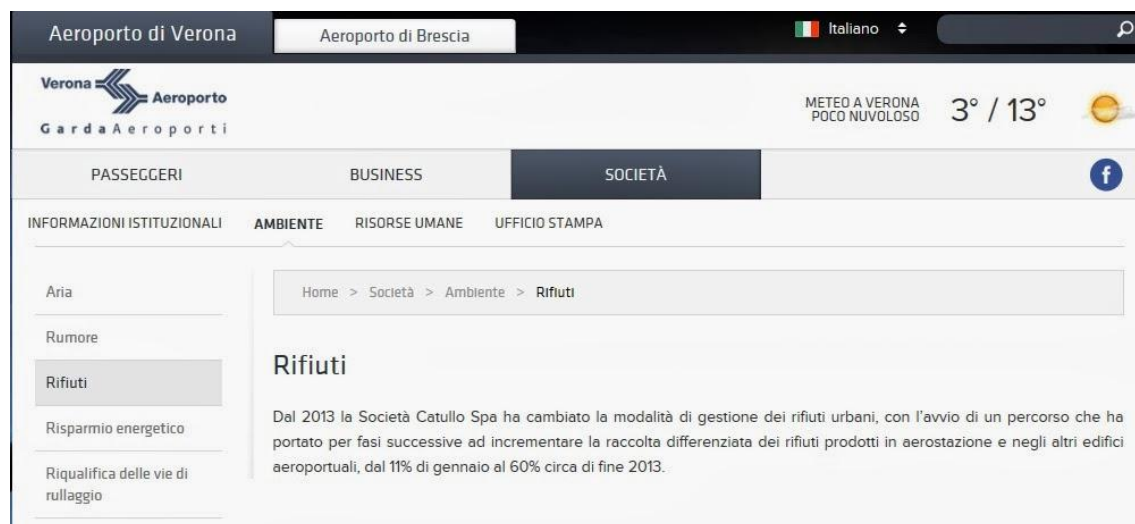 Aeroporto di Verona
Aeroporto di Brescia
Italiano
Verona
Aeroporto
GardaAeroporti
METEO A VERONA
POCO NUVOLOSO
3° / 13°
PASSEGGERI
BUSINESS
SOCIETÀ
f
INFORMAZIONI ISTITUZIONALI
AMBIENTE
RISORSE UMANE
UFFICIO STAMPA
Aria
Rumore
Rifiuti
Risparmio energetico
Riqualifica delle vie di
rullaggio
Home > Società > Ambiente > Rifiuti
Rifiuti
Dal 2013 la Società Catullo Spa ha cambiato la modalità di gestione dei rifiuti urbani, con l'avvio di un percorso che ha
portato per fasi successive ad incrementare la raccolta differenziata dei rifiuti prodotti in aerostazione e negli altri edifici
aeroportuali, dal 11% di gennaio al 60% circa di fine 2013.